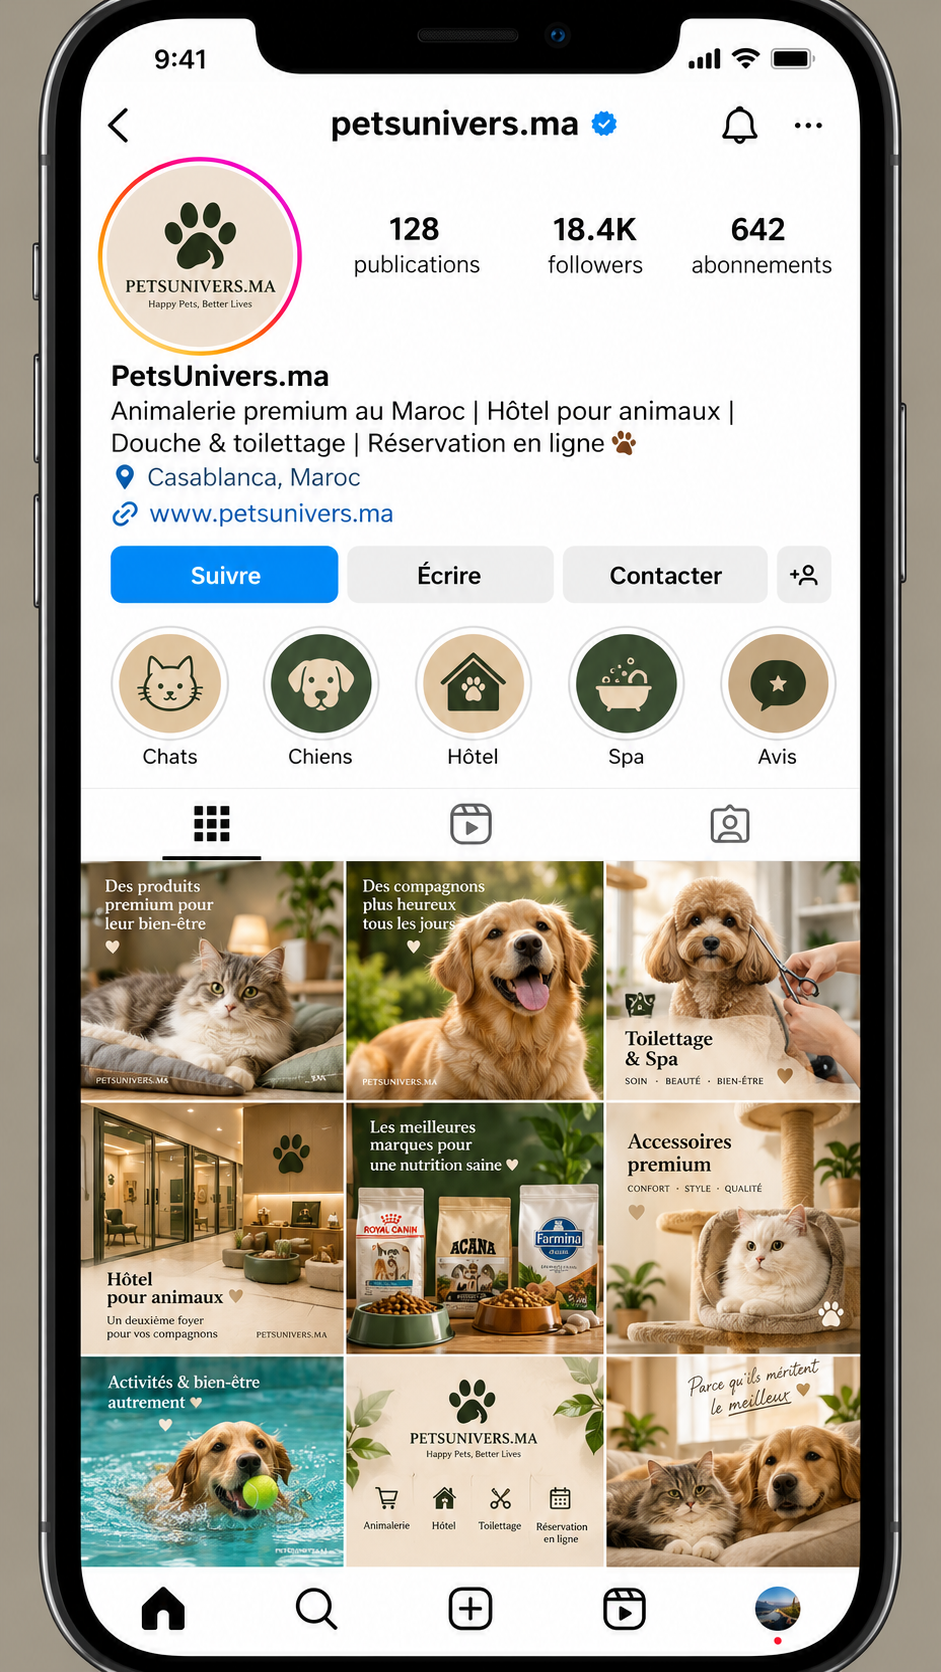 9:41
petsunivers.ma
PETSUNIVERS.MA
Happy Pets, Better Lives
128
publications
18.4K
followers
642
abonnements
PetsUnivers.ma
Animalerie premium au Maroc | Hôtel pour animaux |
Douche & toilettage | Réservation en ligne
Casablanca, Maroc
www.petsunivers.ma
Suivre
Écrire
Contacter
Chats
Chiens
Hôtel
Spa
Avis
Des produits
premium pour
leur bien-être
PETSUNIVERS.MA
Des compagnons
plus heureux
tous les jours
PETSUNIVERS.MA
Toilettage
& Spa
SOIN · BEAUTÉ · BIEN-ÊTRE
Hôtel
pour animaux
Un deuxième foyer
pour vos compagnons
PETSUNIVERS.MA
Les meilleures
marques pour
une nutrition saine
ROYAL CANIN
ACANA
Farmina
Accessoires
premium
CONFORT · STYLE · QUALITÉ
Activités & bien-être
autrement
PETSUNIVERS.MA
Happy Pets, Better Lives
Animalerie
Hôtel
Toilettage
Réservation
en ligne
Parce qu'ils méritent
le meilleux